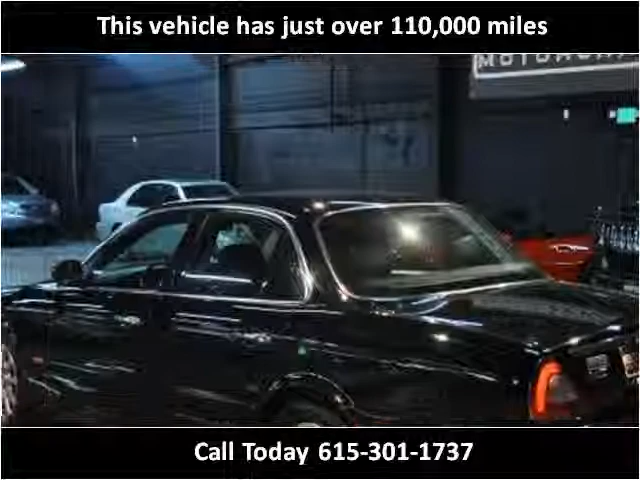 This vehicle has just over 110,000 miles
Call Today 615-301-1737